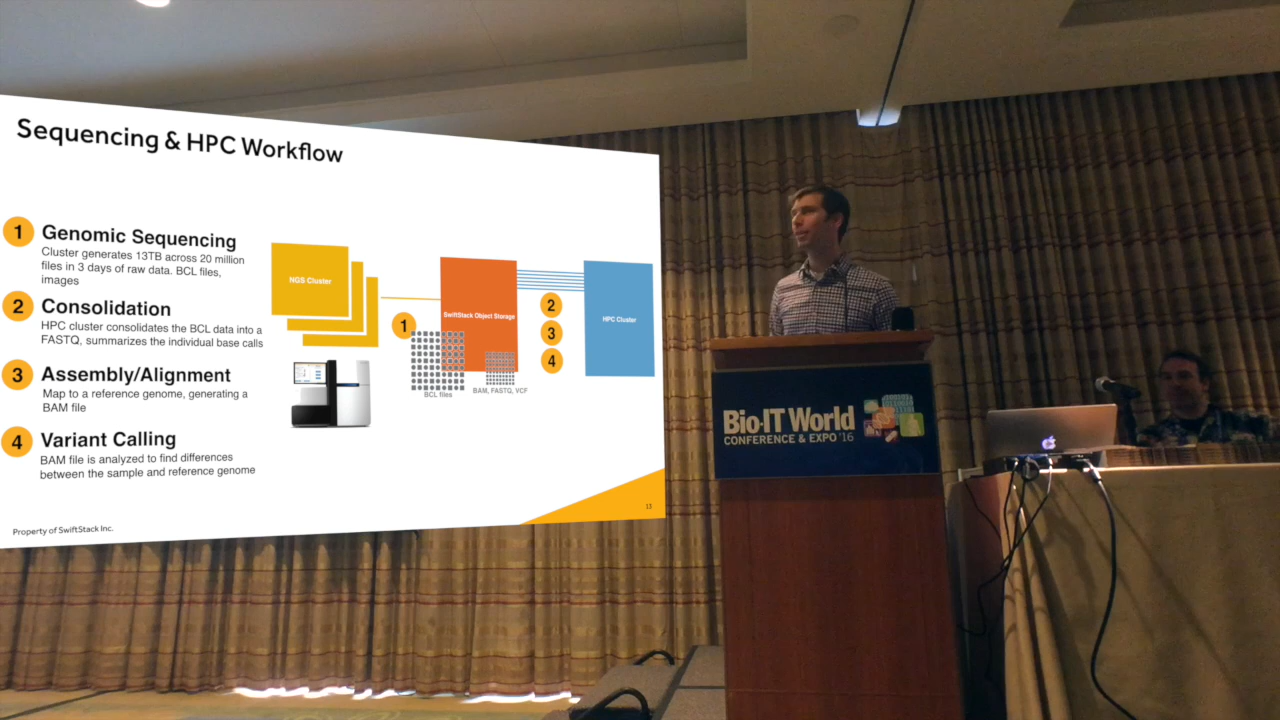 Sequencing & HPC Workflow
1
Genomic Sequencing
Cluster generates 13TB across 20 million
files in 3 days of raw data. BCL files,
images
2
Consolidation
HPC cluster consolidates the BCL data into a
FASTQ, summarizes the individual base calls
3
Assembly/Alignment
Map to a reference genome, generating a
BAM file
4
Variant Calling
BAM file is analyzed to find differences
between the sample and reference genome
NGS Cluster
1
SwiftStack Object Storage
BCL files
BAM, FASTQ, VCF
2
3
4
HPC Cluster
Property of SwiftStack Inc.
13
Bio-IT World
CONFERENCE & EXPO '16